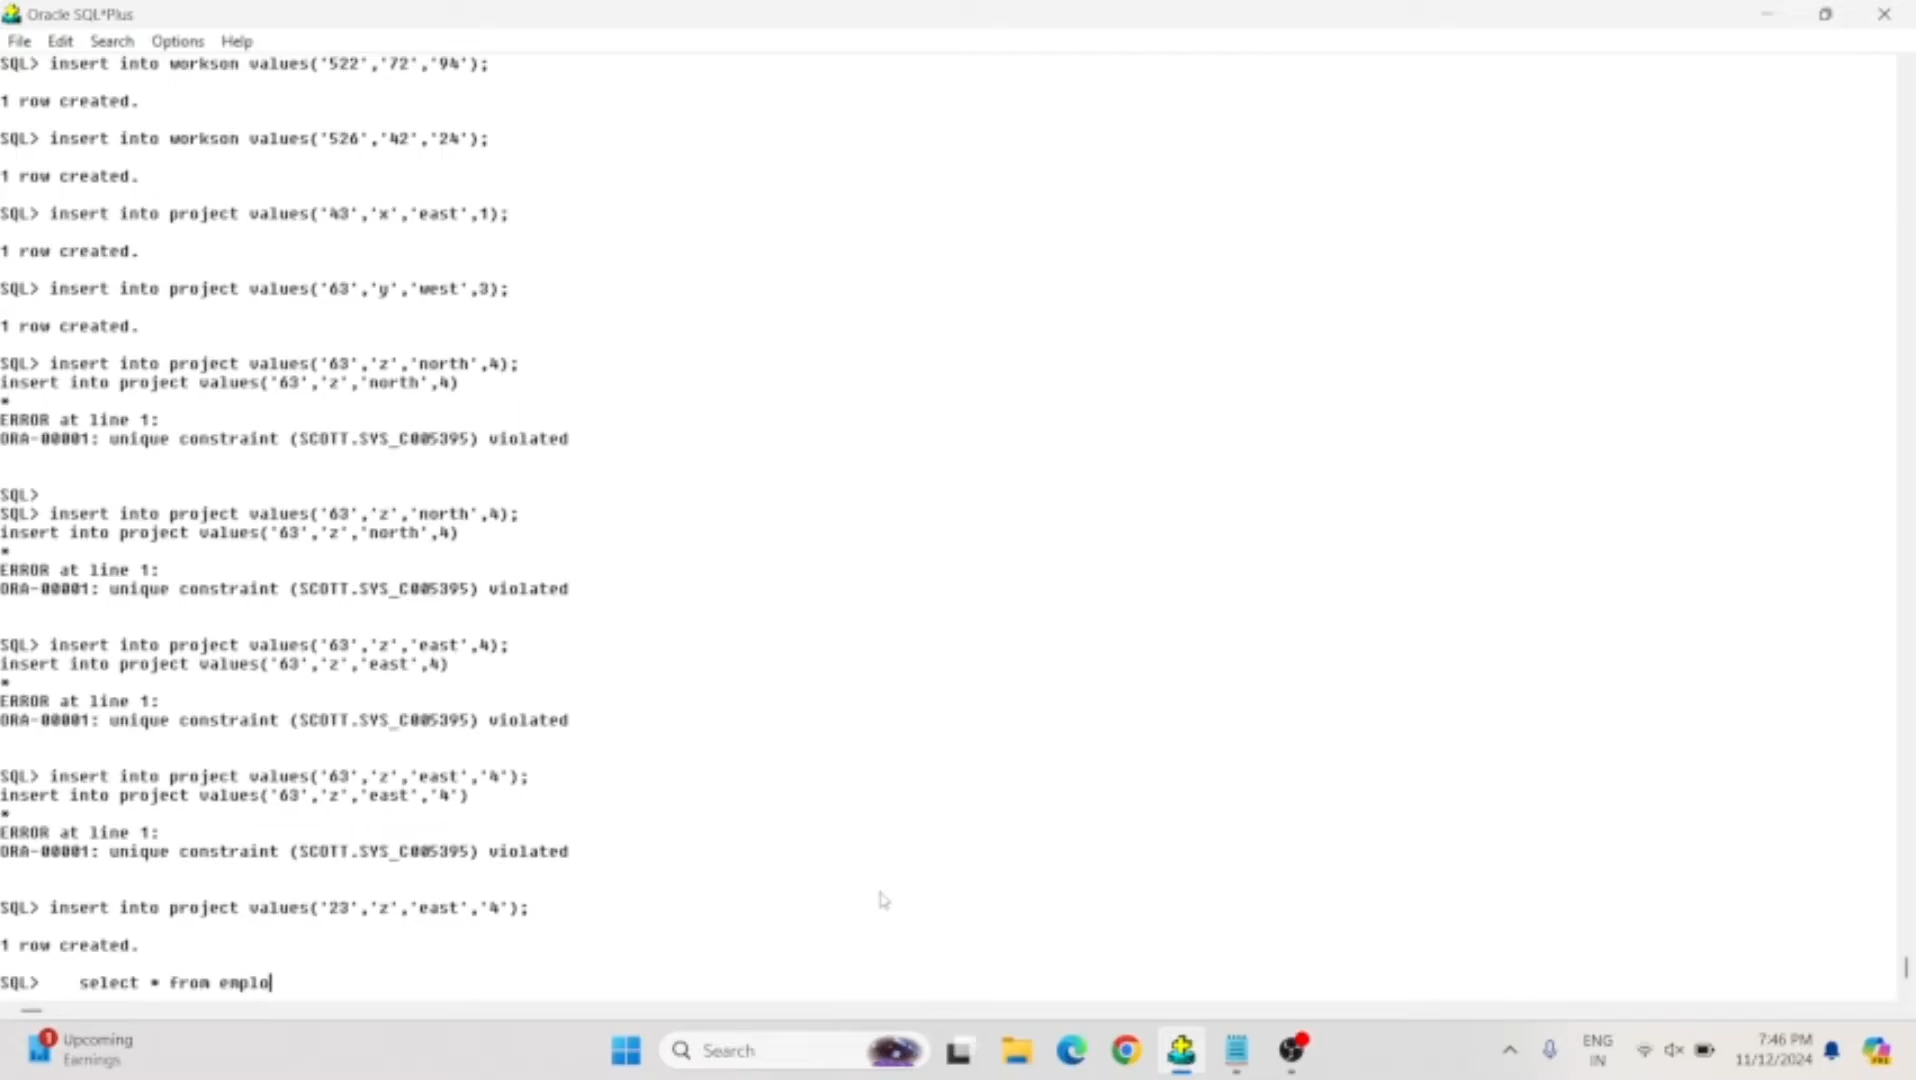 Oracle SQL*Plus
File Edit Search Options Help
SQL> insert into workson values('522','72','94');
1 row created.
SQL> insert into workson values('526','42','24');
1 row created.
SQL> insert into project values('43','x','east',1);
1 row created.
SQL> insert into project values('63','y','west',3);
1 row created.
SQL> insert into project values('63','z','north',4);
insert into project values('63','z','north',4)
*
ERROR at line 1:
ORA-00001: unique constraint (SCOTT.SYS_C005395) violated
SQL>
SQL> insert into project values('63','z','north',4);
insert into project values('63','z','north',4)
*
ERROR at line 1:
ORA-00001: unique constraint (SCOTT.SYS_C005395) violated
SQL> insert into project values('63','z','east',4);
insert into project values('63','z','east',4)
*
ERROR at line 1:
ORA-00001: unique constraint (SCOTT.SYS_C005395) violated
SQL> insert into project values('63','z','east','4');
insert into project values('63','z','east','4')
*
ERROR at line 1:
ORA-00001: unique constraint (SCOTT.SYS_C005395) violated
SQL> insert into project values('23','z','east','4');
1 row created.
SQL> select * from emplo
1
Upcoming
Earnings
Search
ENG
IN
7:46 PM
11/12/2024